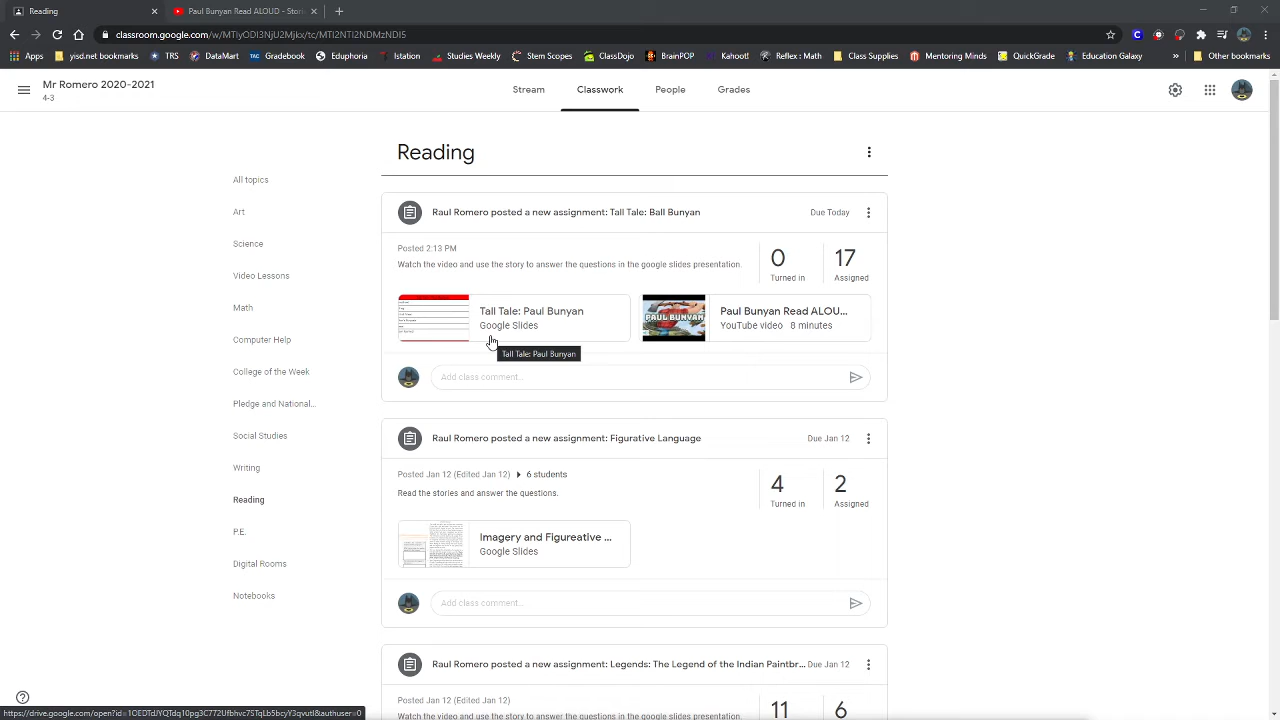 Reading
Paul Bunyan Read ALOUD - Stori
classroom.google.com/w/MTIyODI3NjU2Mjkx/tc/MTI2NTI2NDMzNDI5
Apps
yisd.net bookmarks
TRS
DataMart
TAC Gradebook
Eduphoria
Istation
Studies Weekly
Stem Scopes
ClassDojo
BrainPOP
Kahoot!
Reflex : Math
Class Supplies
Mentoring Minds
QuickGrade
Education Galaxy
Other bookmarks
Mr Romero 2020-2021
4-3
Stream
Classwork
People
Grades
All topics
Art
Science
Video Lessons
Math
Computer Help
College of the Week
Pledge and National...
Social Studies
Writing
Reading
P.E.
Digital Rooms
Notebooks
Reading
Raul Romero posted a new assignment: Tall Tale: Ball Bunyan
Due Today
Posted 2:13 PM
Watch the video and use the story to answer the questions in the google slides presentation.
0
Turned in
17
Assigned
Tall Tale: Paul Bunyan
Google Slides
PAUL BUNYAN
Paul Bunyan Read ALOU...
YouTube video 8 minutes
Tall Tale: Paul Bunyan
Add class comment...
Raul Romero posted a new assignment: Figurative Language
Due Jan 12
Posted Jan 12 (Edited Jan 12)
6 students
Read the stories and answer the questions.
4
Turned in
2
Assigned
Imagery and Figureative ...
Google Slides
Add class comment...
Raul Romero posted a new assignment: Legends: The Legend of the Indian Paintbr...
Due Jan 12
Posted Jan 12 (Edited Jan 12)
Watch the video and use the story to answer the questions in the google slides presentation.
11
6